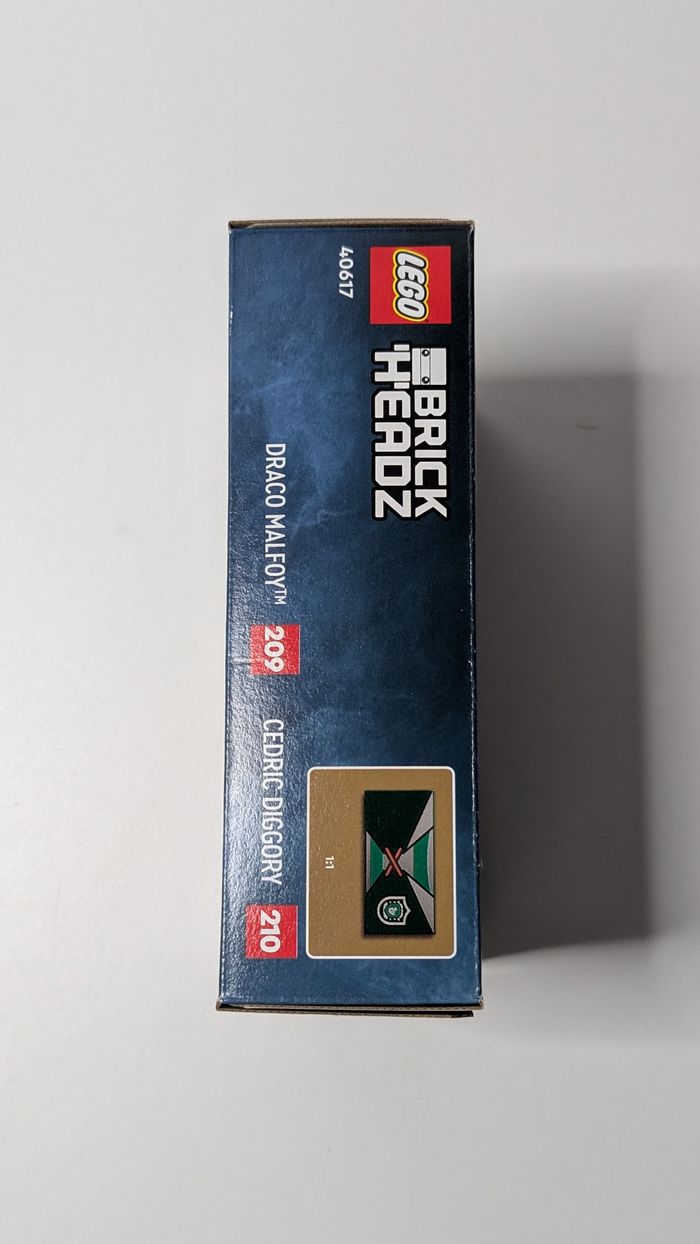 LEGO
40617
BRICK
HEADZ
DRACO MALFOY™ 209
CEDRIC DIGGORY 210
1:1